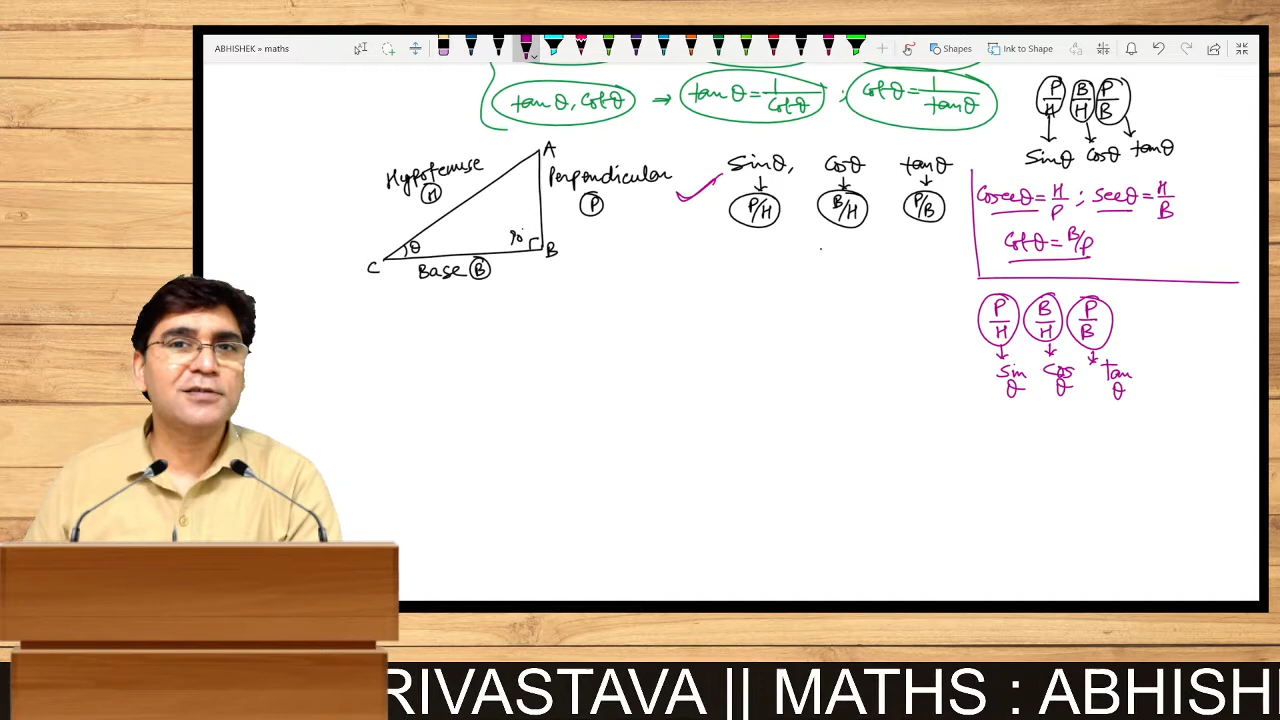 ABHISHEK » maths
Shapes
Ink to Shape
tan θ, cot θ ⇒ tan θ = 1/cot θ ; cot θ = 1/tan θ
P/H B/H P/B
sin θ cos θ tan θ
A
Hypotenuse
H
Perpendicular
P
θ
90°
C
B
Base B
sin θ, cos θ tan θ
P/H B/H P/B
cosec θ = H/P ; sec θ = H/B
cot θ = B/P
P/H B/H P/B
sin θ cos θ tan θ
RIVASTAVA || MATHS : ABHISH